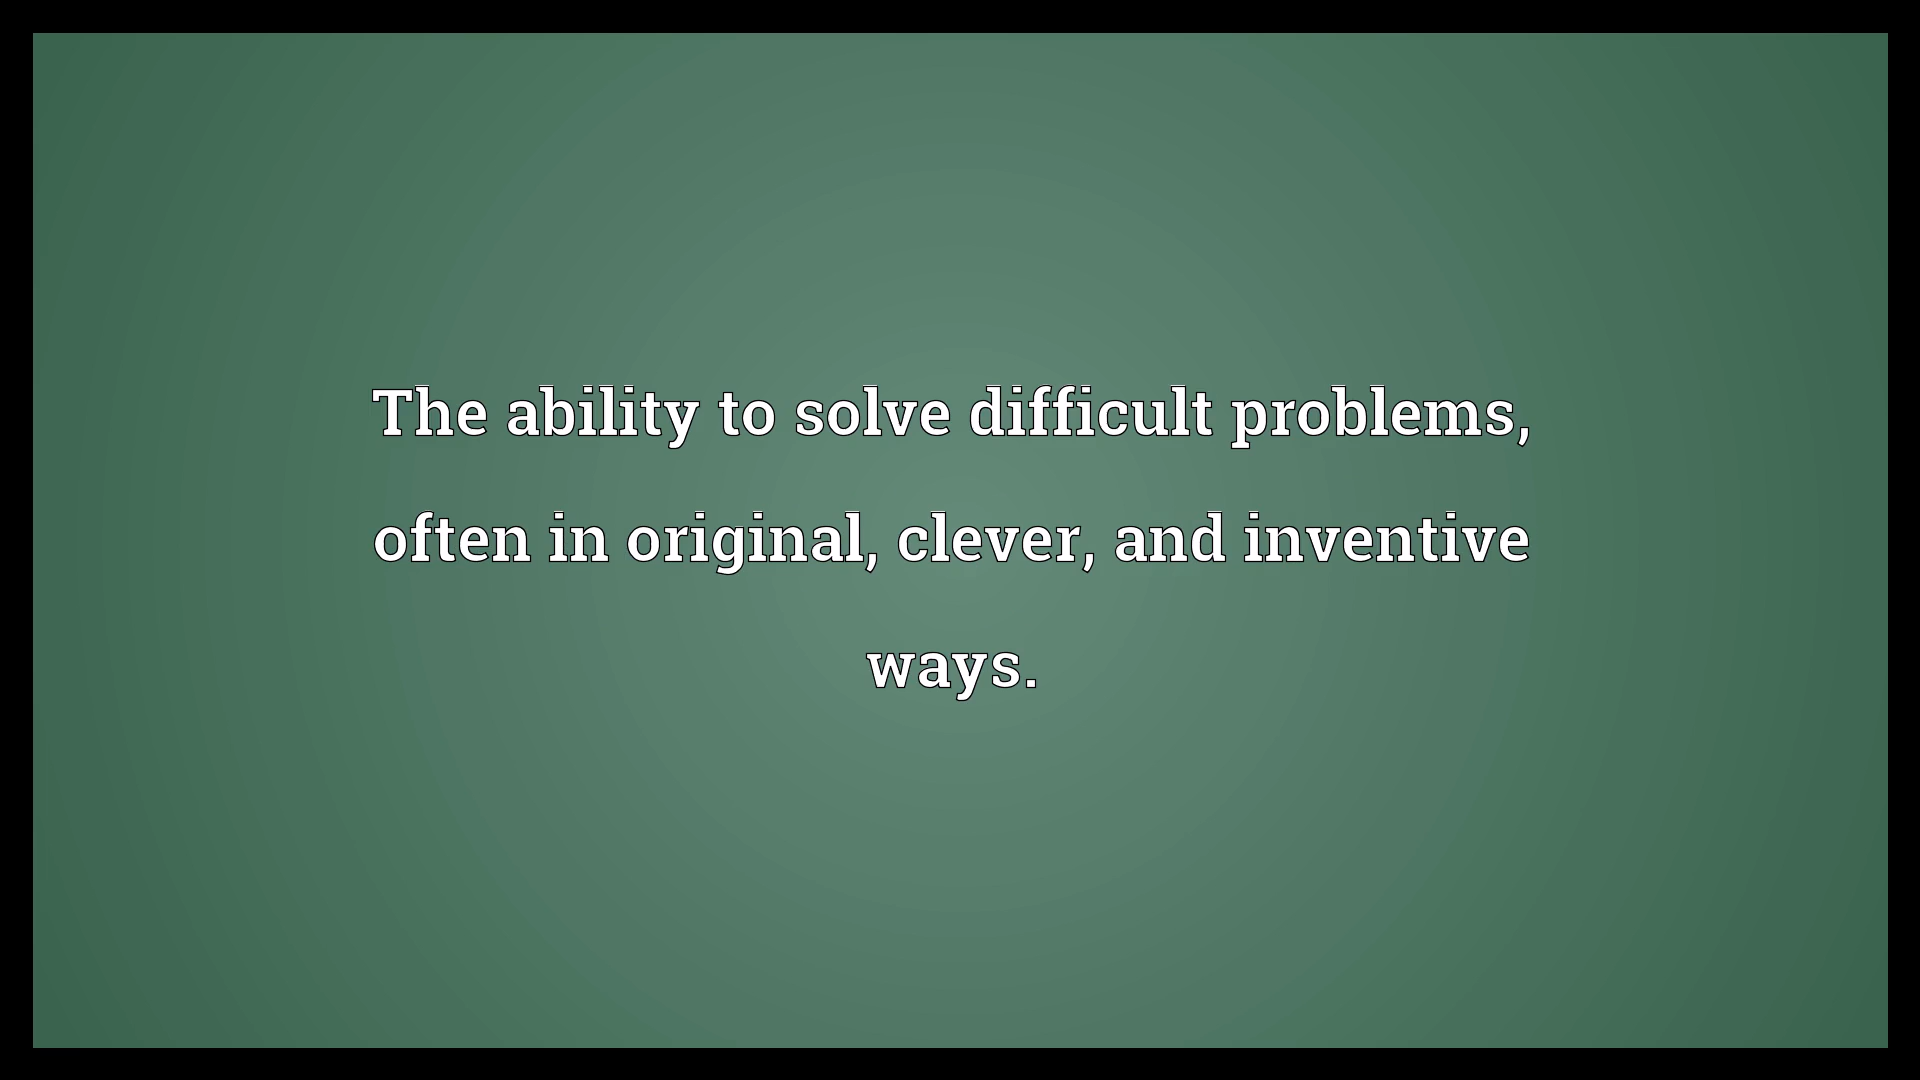 The ability to solve difficult problems,
often in original, clever, and inventive
ways.